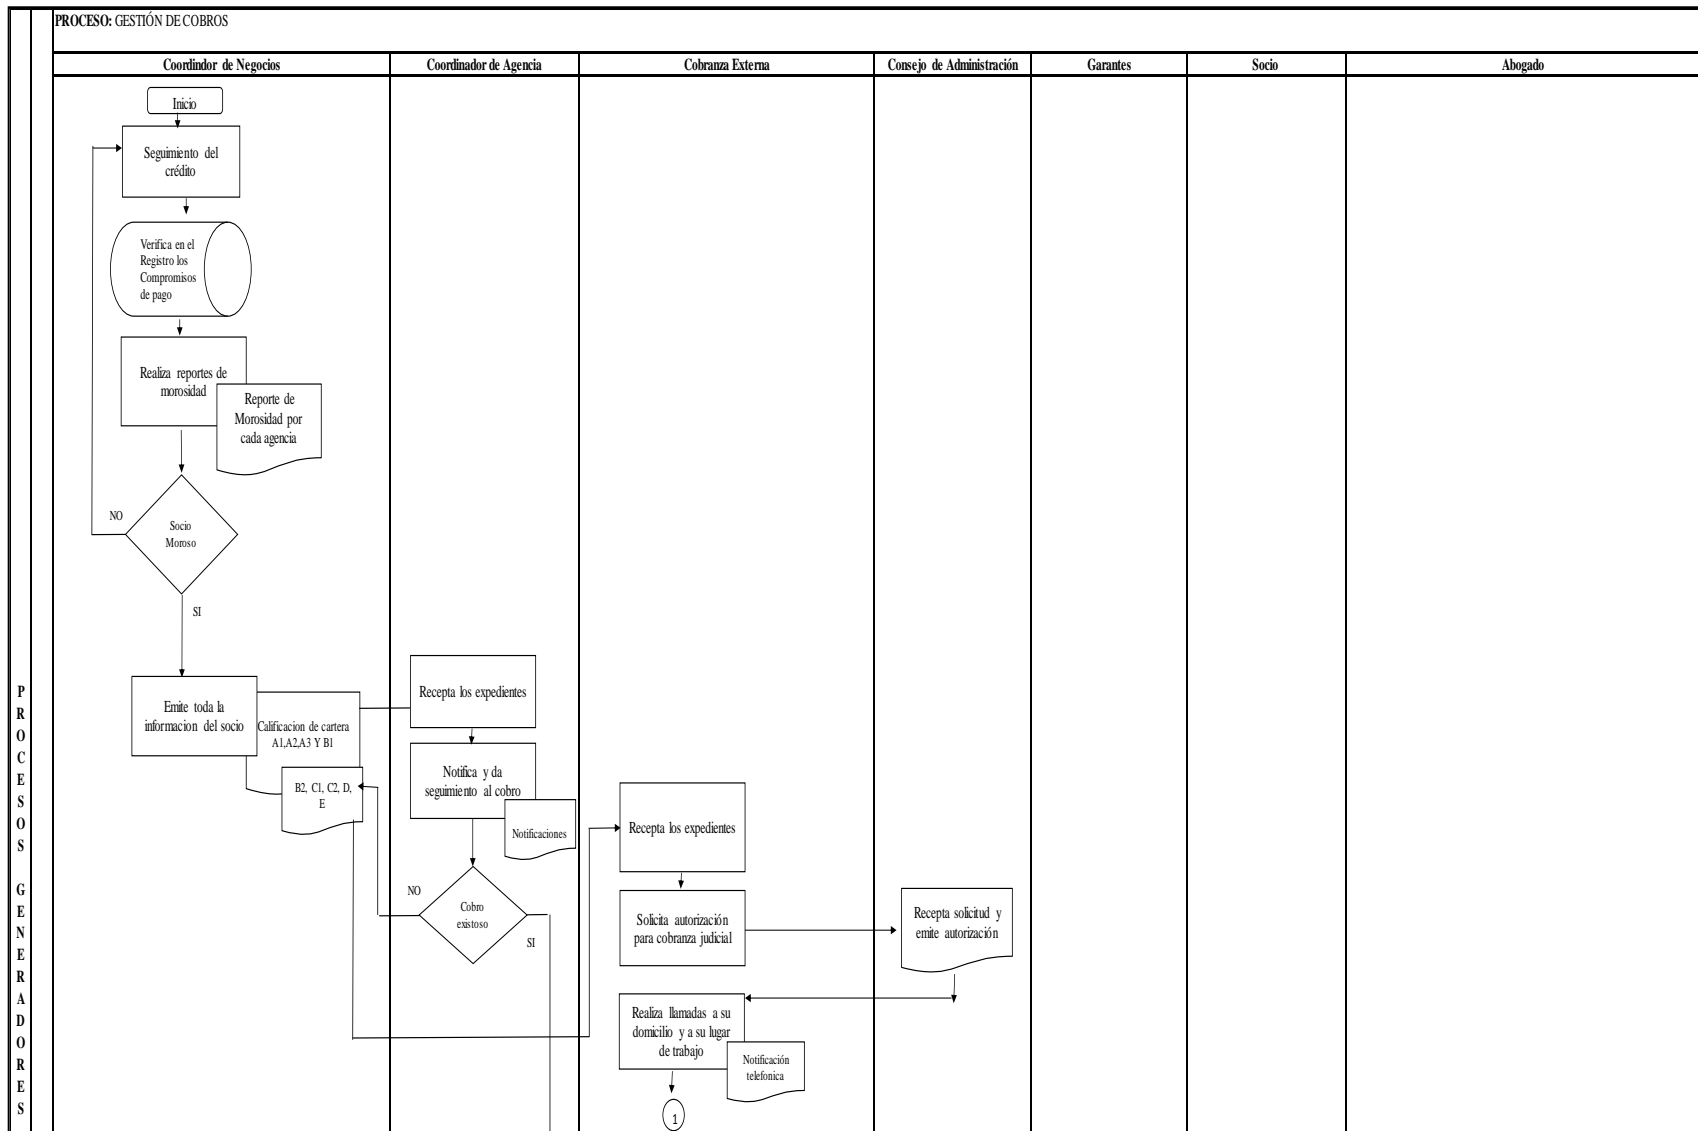 PROCESO: GESTIÓN DE COBROS
Coordindor de Negocios
Coordinador de Agencia
Cobranza Externa
Consejo de Administración
Garantes
Socio
Abogado
Inicio
Seguimiento del
crédito
Verifica en el
Registro los
Compromisos
de pago
Realiza reportes de
morosidad
Reporte de
Morosidad por
cada agencia
NO
Socio
Moroso
SI
Emite toda la
informacion del socio
Calificacion de cartera
A1,A2,A3 Y B1
B2, C1, C2, D,
E
Recepta los expedientes
Notifica y da
seguimiento al cobro
Notificaciones
NO
Cobro
existoso
SI
Recepta los expedientes
Solicita autorización
para cobranza judicial
Recepta solicitud y
emite autorización
Realiza llamadas a su
domicilio y a su lugar
de trabajo
Notificación
telefonica
1
PROCESOS GENERADORES